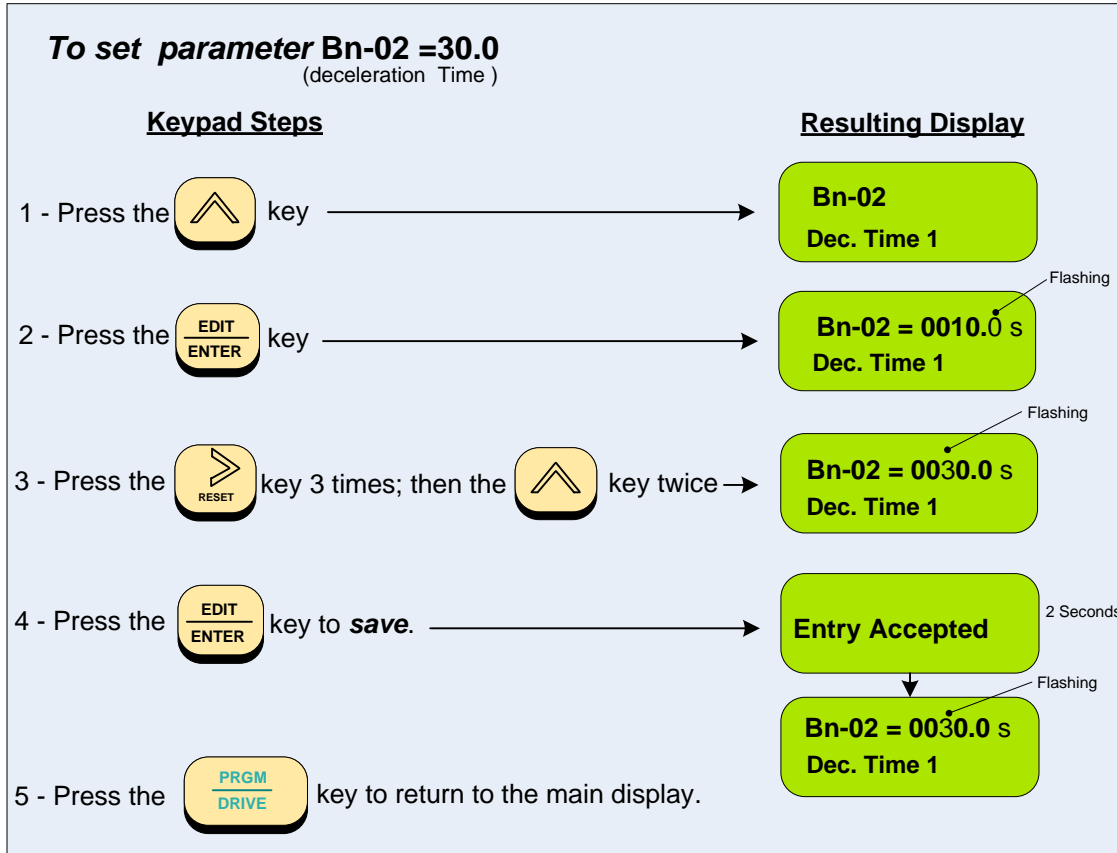 To set parameter Bn-02 =30.0
(deceleration Time )
Keypad Steps
Resulting Display
1 - Press the key
Bn-02
Dec. Time 1
2 - Press the EDIT ENTER key
Flashing
Bn-02 = 0010.0 s
Dec. Time 1
3 - Press the RESET key 3 times; then the key twice
Flashing
Bn-02 = 0030.0 s
Dec. Time 1
4 - Press the EDIT ENTER key to save.
Entry Accepted
2 Seconds
Flashing
Bn-02 = 0030.0 s
Dec. Time 1
5 - Press the PRGM DRIVE key to return to the main display.